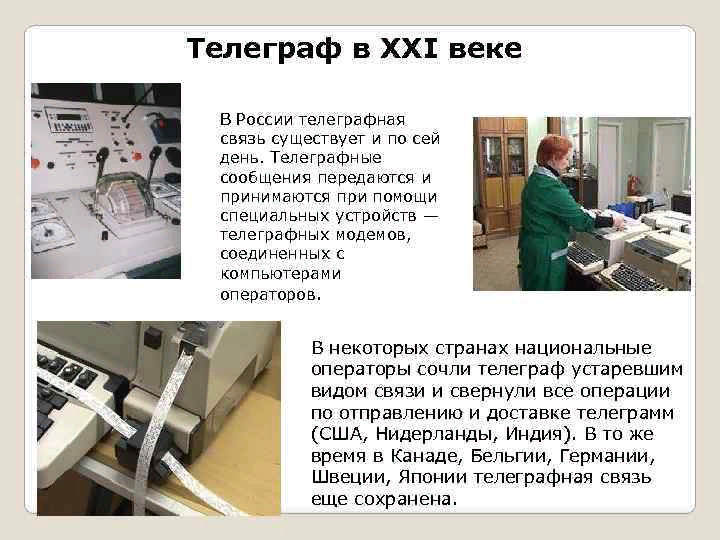 Телеграф в XXI веке
В России телеграфная
связь существует и по сей
день. Телеграфные
сообщения передаются и
принимаются при помощи
специальных устройств —
телеграфных модемов,
соединенных с
компьютерами
операторов.
В некоторых странах национальные
операторы сочли телеграф устаревшим
видом связи и свернули все операции
по отправлению и доставке телеграмм
(США, Нидерланды, Индия). В то же
время в Канаде, Бельгии, Германии,
Швеции, Японии телеграфная связь
еще сохранена.